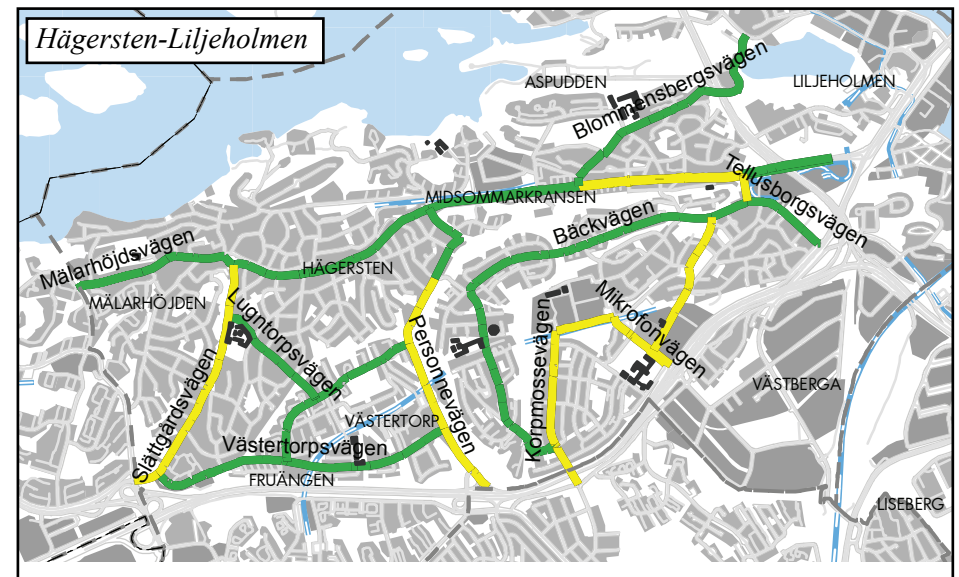 Hägersten-Liljeholmen
ASPUDDEN
LILJEHOLMEN
Blommensbergsvägen
Tellusborgsvägen
MIDSOMMARKRANSEN
Bäckvägen
Mälarhöjdsvägen
HÄGERSTEN
MÄLARHÖJDEN
Lugntorpsvägen
Mikrofonvägen
Personnevägen
Korpmossevägen
Slättgårdsvägen
VÄSTBERGA
VÄSTERTORP
Västertorpsvägen
FRUÄNGEN
LISEBERG